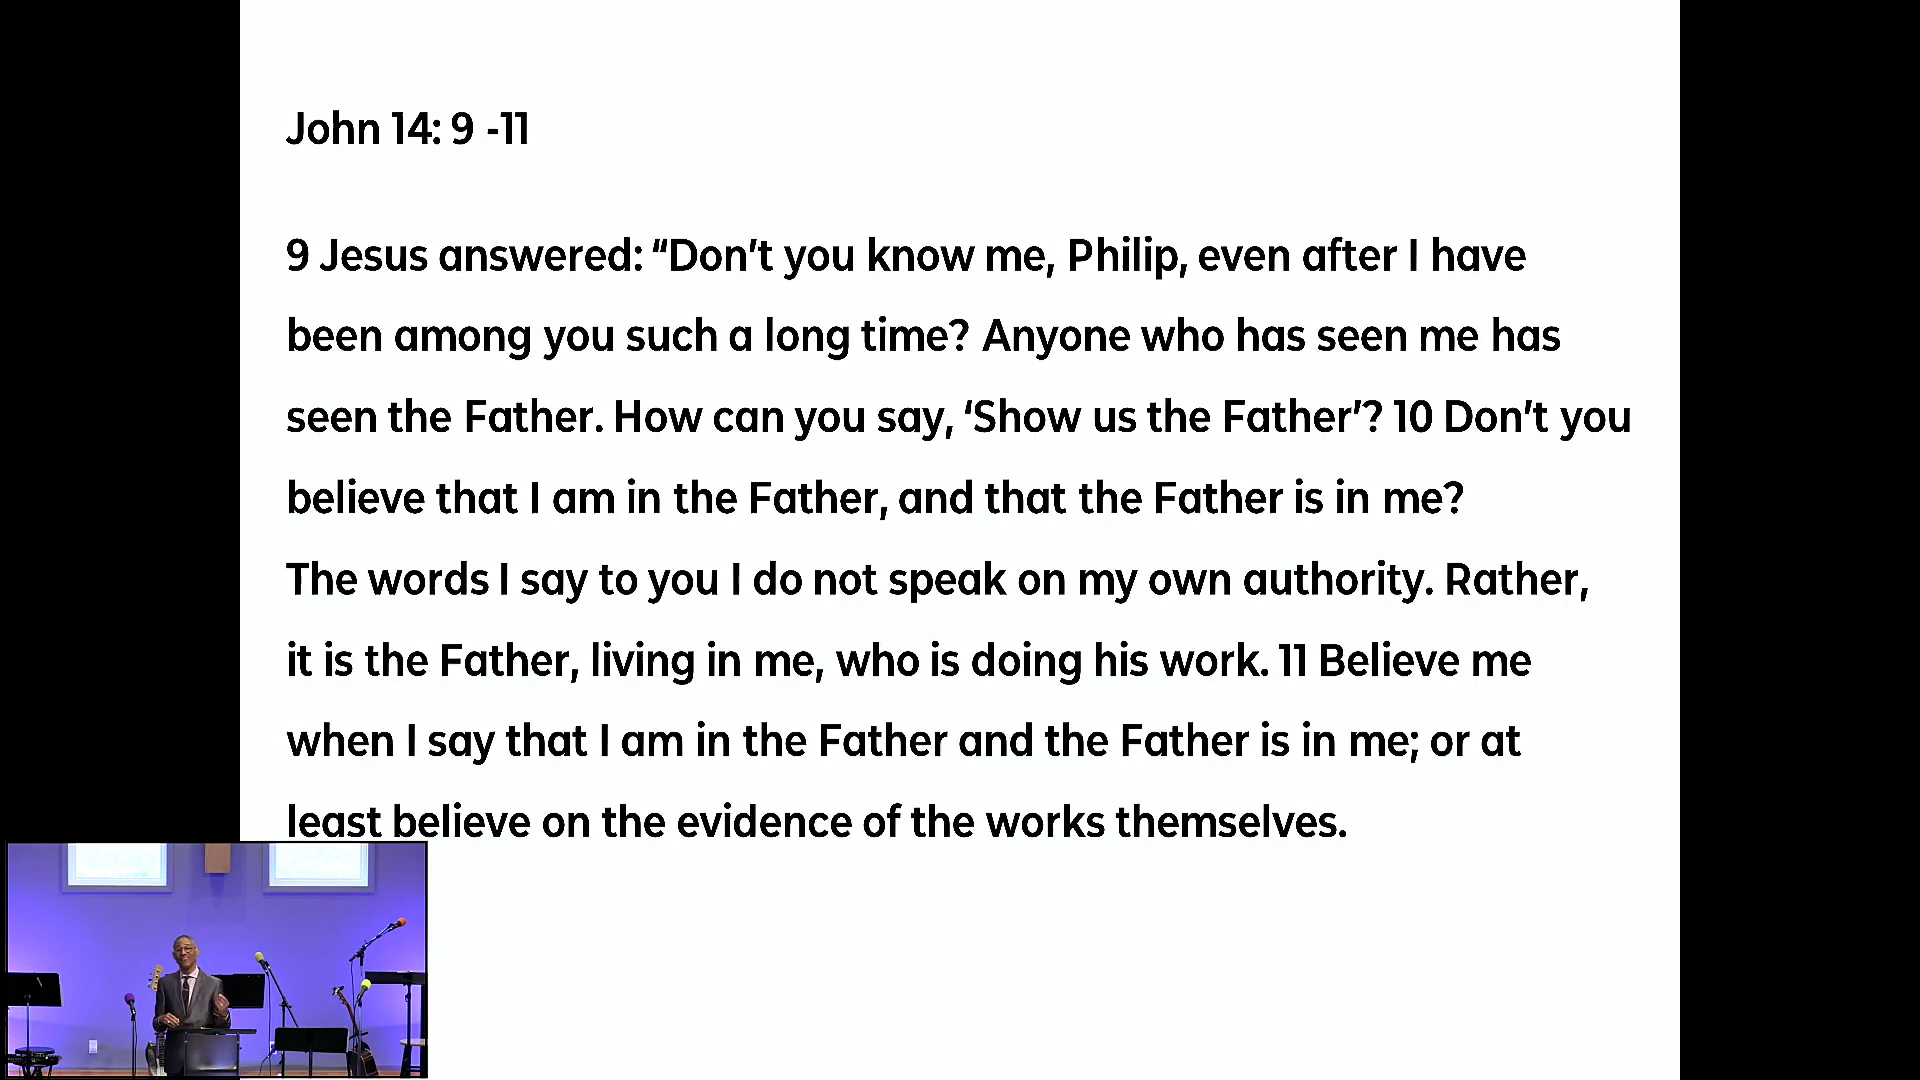 John 14: 9 -11
9 Jesus answered: “Don’t you know me, Philip, even after I have
been among you such a long time? Anyone who has seen me has
seen the Father. How can you say, ‘Show us the Father’? 10 Don’t you
believe that I am in the Father, and that the Father is in me?
The words I say to you I do not speak on my own authority. Rather,
it is the Father, living in me, who is doing his work. 11 Believe me
when I say that I am in the Father and the Father is in me; or at
least believe on the evidence of the works themselves.